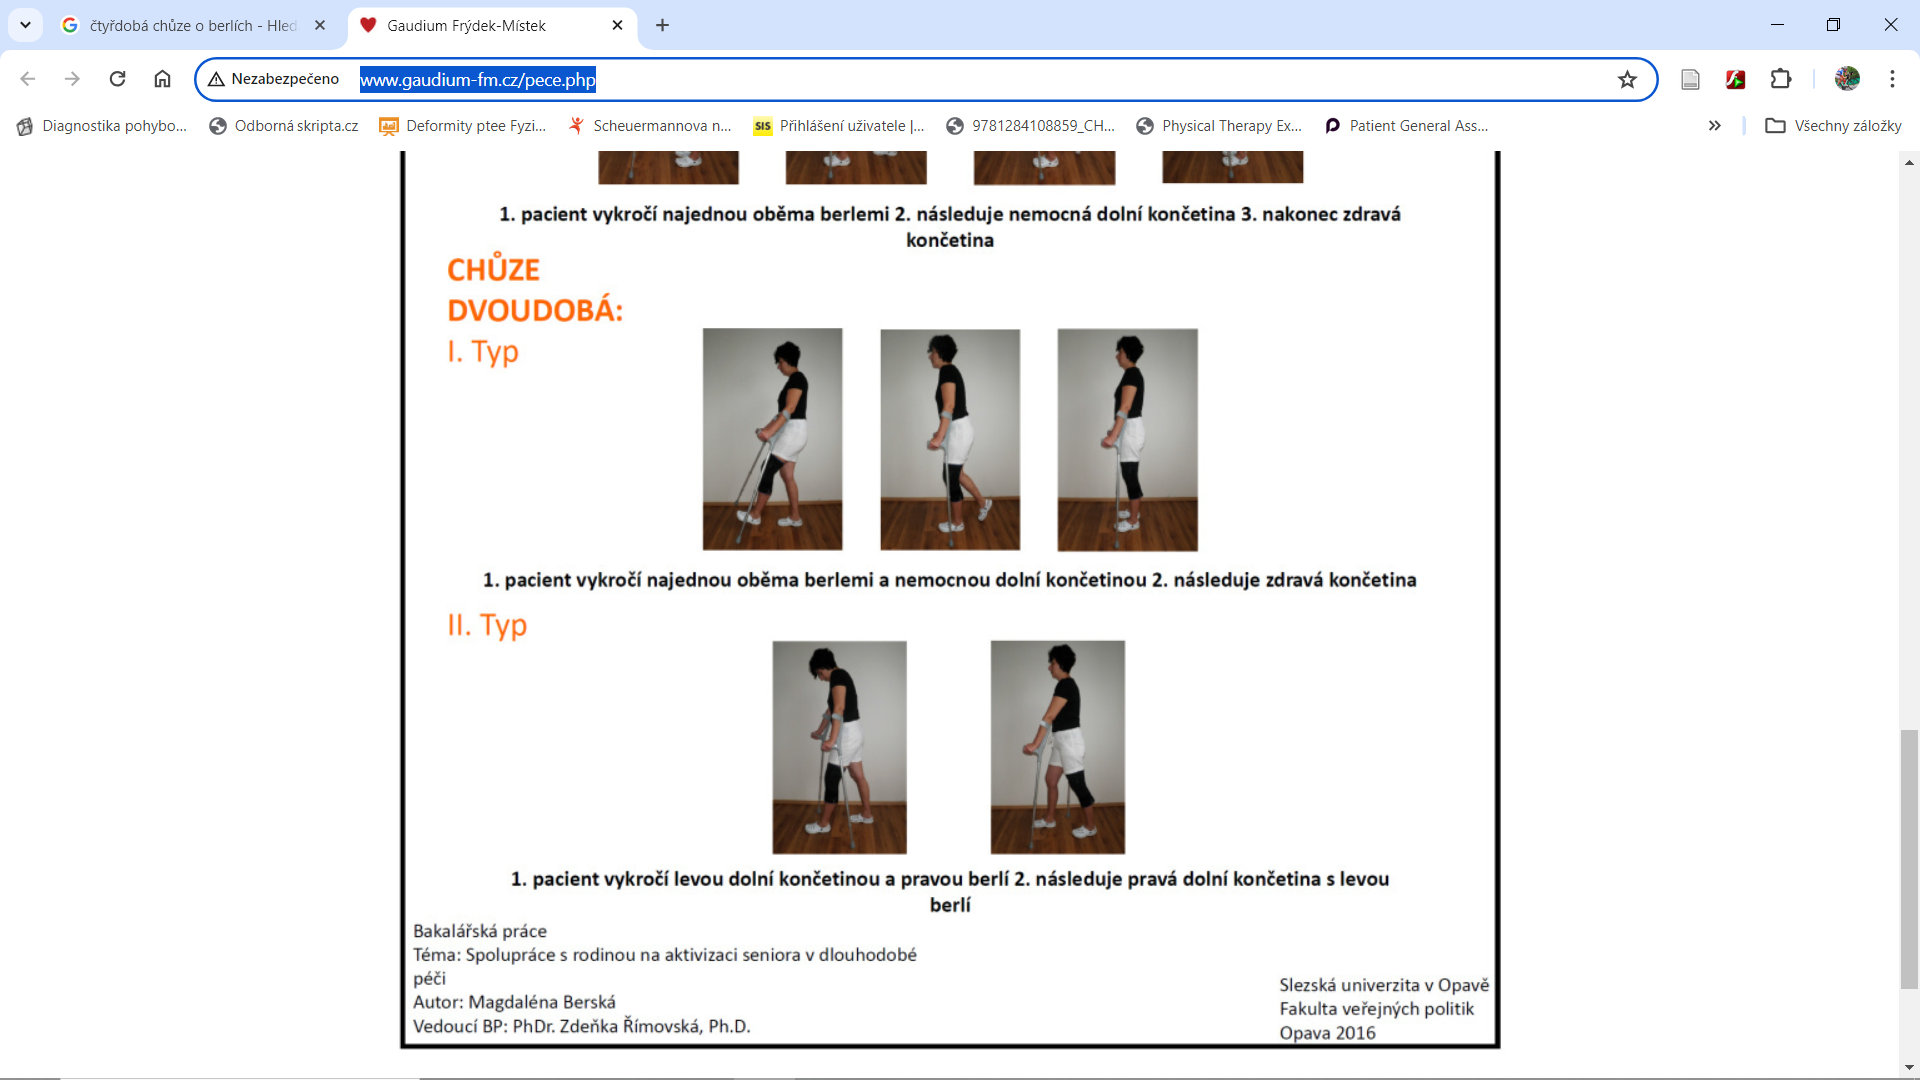 čtyřdobá chůze o berlích - Hled
Gaudium Frýdek-Místek
Nezabezpečeno
www.gaudium-fm.cz/pece.php
Diagnostika pohybo...
Odborná skripta.cz
Deformity ptee Fyzi...
Scheuermannova n...
SIS
Přihlášení uživatele |...
9781284108859_CH...
Physical Therapy Ex...
Patient General Ass...
Všechny záložky
1. pacient vykročí najednou oběma berlemi 2. následuje nemocná dolní končetina 3. nakonec zdravá
končetina
CHŮZE
DVOUDOBÁ:
I. Typ
1. pacient vykročí najednou oběma berlemi a nemocnou dolní končetinou 2. následuje zdravá končetina
II. Typ
1. pacient vykročí levou dolní končetinou a pravou berlí 2. následuje pravá dolní končetina s levou
berlí
Bakalářská práce
Téma: Spolupráce s rodinou na aktivizaci seniora v dlouhodobé
péči
Autor: Magdaléna Berská
Vedoucí BP: PhDr. Zdeňka Římovská, Ph.D.
Slezská univerzita v Opavě
Fakulta veřejných politik
Opava 2016